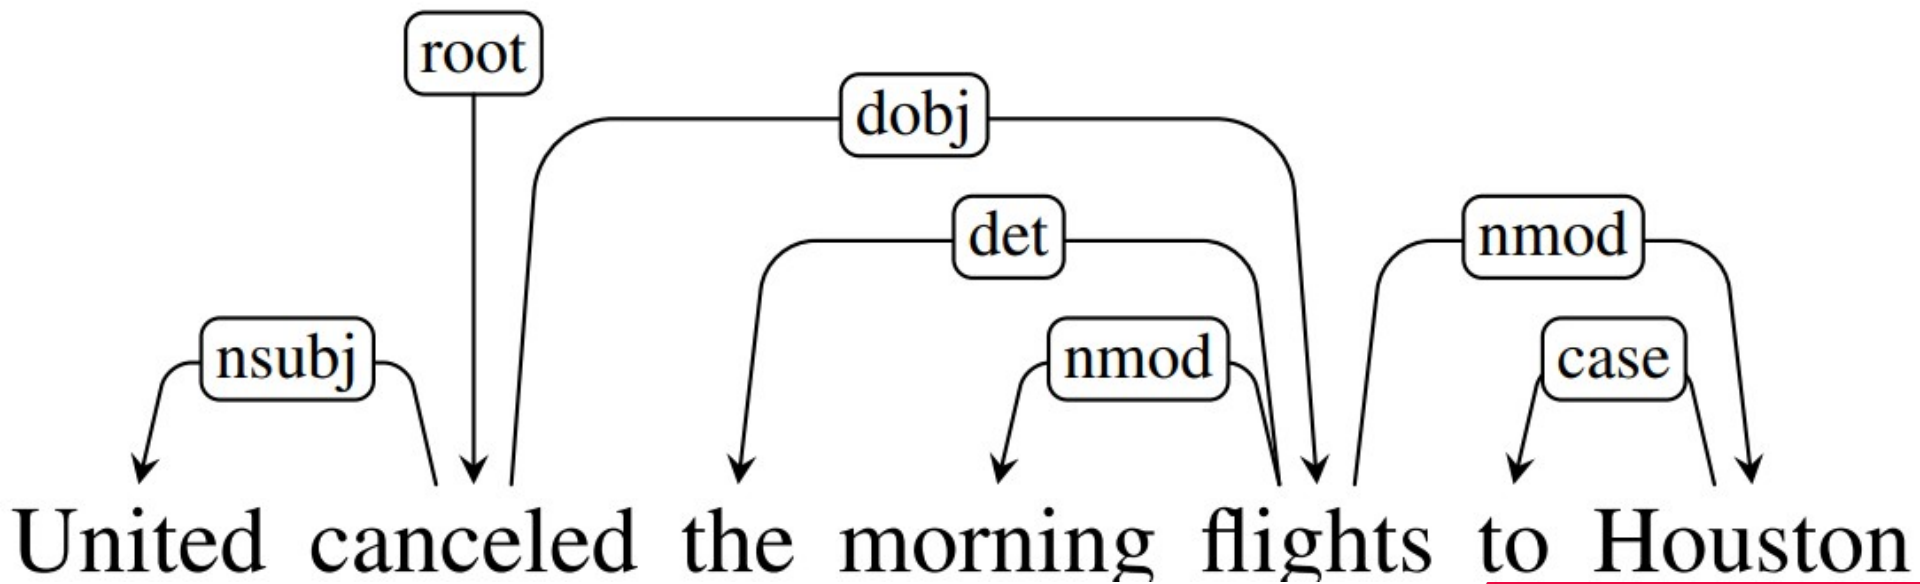 root
dobj
det nmod
nsubj nmod case
United canceled the morning flights to Houston